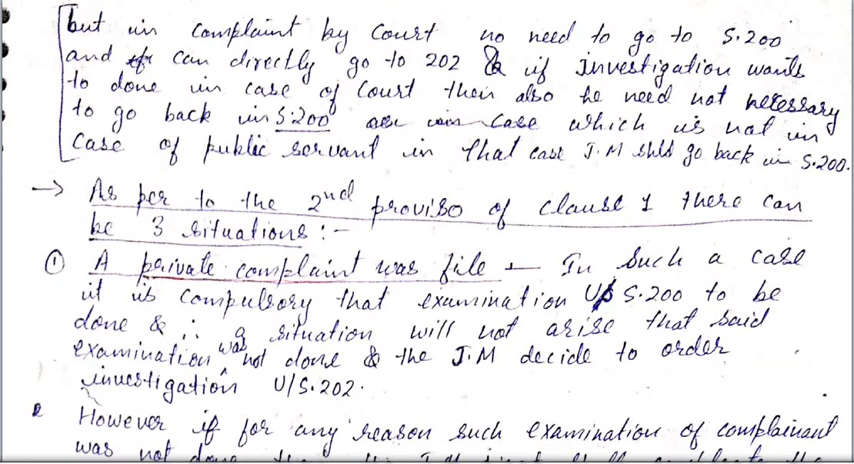 but in complaint by court no need to go to S.200
and can directly go to 202 & if Investigation wants
to done in case of Court then also he need not necessary
to go back in S.200 as in case which is not in
Case of public servant in that case J.M shld go back in S.200.
→ As per to the 2nd proviso of clause 1 there can
be 3 situations :-
① A private complaint was file – In such a case
it is compulsory that examination U/S S.200 to be
done & ∴ a situation will not arise that said
examination was not done & the J.M decide to order
investigation U/S.202.
However if for any reason such examination of complainant
was not done the